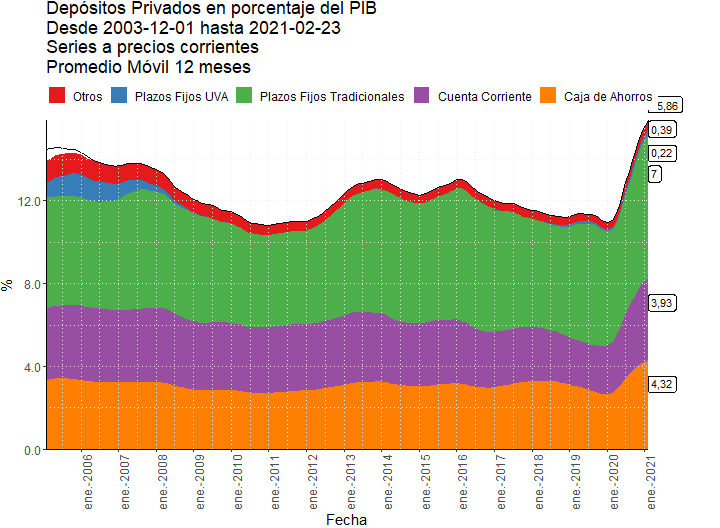 Depósitos Privados en porcentaje del PIB
Desde 2003-12-01 hasta 2021-02-23
Series a precios corrientes
Promedio Móvil 12 meses
Otros Plazos Fijos UVA Plazos Fijos Tradicionales Cuenta Corriente Caja de Ahorros
5,86
0,39
0,22
7
3,93
4,32
12.0
8.0
4.0
0.0
%
ene.-2006
ene.-2007
ene.-2008
ene.-2009
ene.-2010
ene.-2011
ene.-2012
ene.-2013
ene.-2014
ene.-2015
ene.-2016
ene.-2017
ene.-2018
ene.-2019
ene.-2020
ene.-2021
Fecha